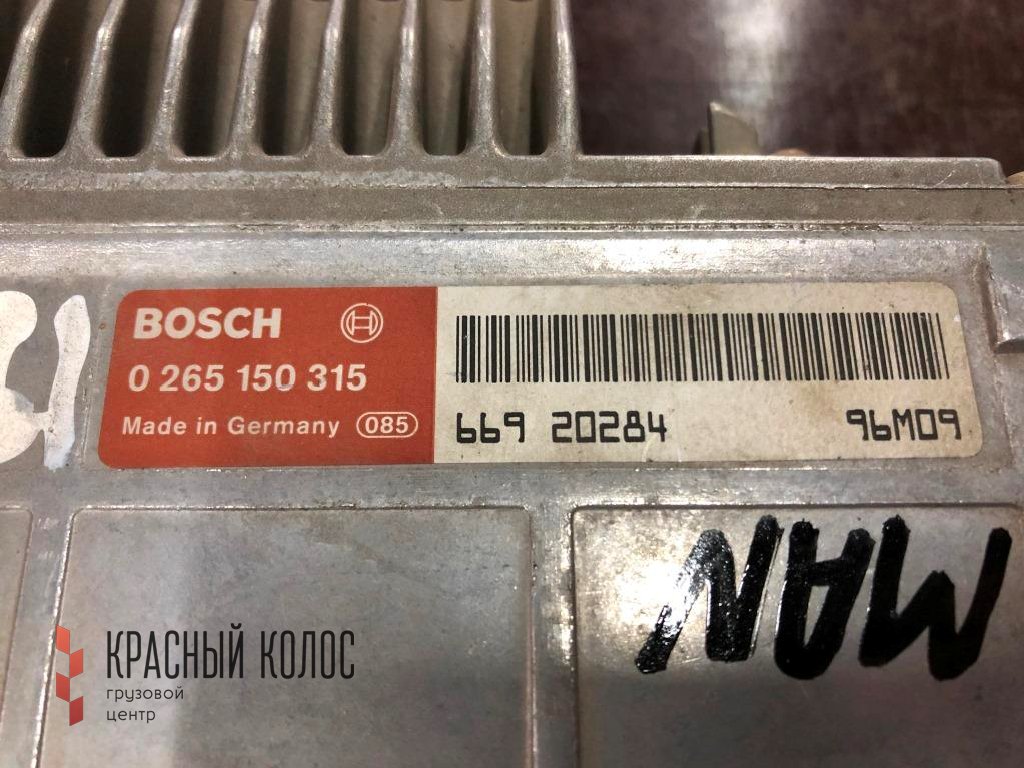 BOSCH
0 265 150 315
Made in Germany 085
669 20284 96M09
MAN
КРАСНЫЙ КОЛОС
грузовой
центр